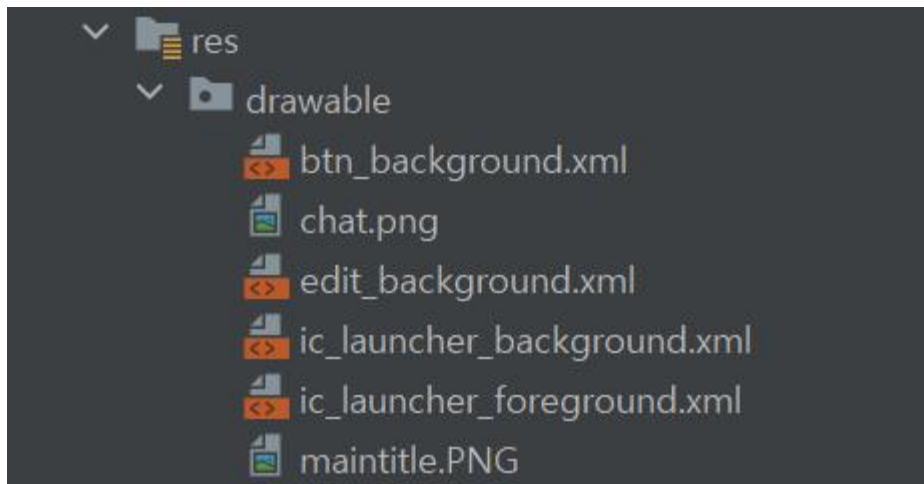 res
drawable
btn_background.xml
chat.png
edit_background.xml
ic_launcher_background.xml
ic_launcher_foreground.xml
maintitle.PNG